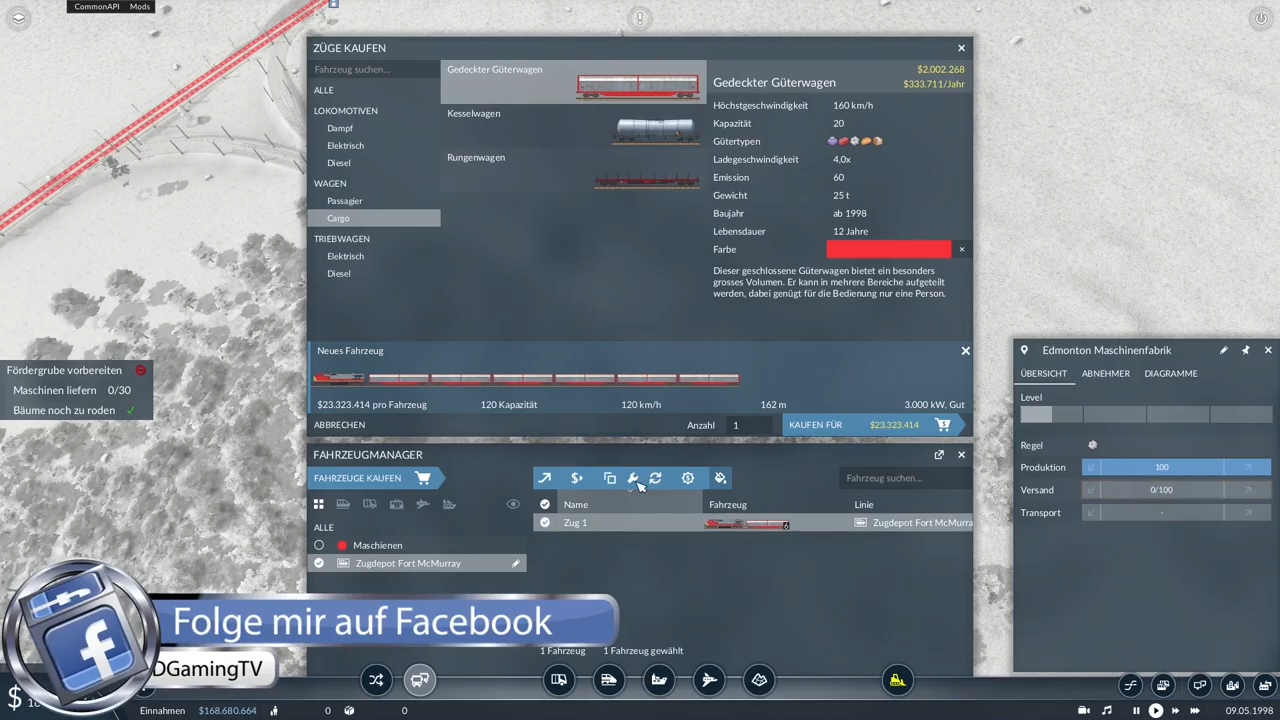 CommonAPI Mods
ZÜGE KAUFEN
Fahrzeug suchen...
ALLE
LOKOMOTIVEN
Dampf
Elektrisch
Diesel
WAGEN
Passagier
Cargo
TRIEBWAGEN
Elektrisch
Diesel
Gedeckter Güterwagen
Kesselwagen
Rungenwagen
$2.002.268
Gedeckter Güterwagen $333.711/Jahr
Höchstgeschwindigkeit 160 km/h
Kapazität 20
Gütertypen
Ladegeschwindigkeit 4,0x
Emission 60
Gewicht 25 t
Baujahr ab 1998
Lebensdauer 12 Jahre
Farbe
Dieser geschlossene Güterwagen bietet ein besonders
grosses Volumen. Er kann in mehrere Bereiche aufgeteilt
werden, dabei genügt für die Bedienung nur eine Person.
Neues Fahrzeug
$23.323.414 pro Fahrzeug 120 Kapazität 120 km/h 162 m 3.000 kW, Gut
ABBRECHEN Anzahl 1 KAUFEN FÜR $23.323.414
Fördergrube vorbereiten
Maschinen liefern 0/30
Bäume noch zu roden
FAHRZEUGMANAGER
FAHRZEUGE KAUFEN
Fahrzeug suchen...
Name Fahrzeug Linie
Zug 1 6 Zugdepot Fort McMurra
ALLE
Maschienen
Zugdepot Fort McMurray
1 Fahrzeug 1 Fahrzeug gewählt
Edmonton Maschinenfabrik
ÜBERSICHT ABNEHMER DIAGRAMME
Level
Regel
Produktion 100
Versand 0/100
Transport -
Folge mir auf Facebook
DGamingTV
Einnahmen $168.680.664 0 0
09.05.1998